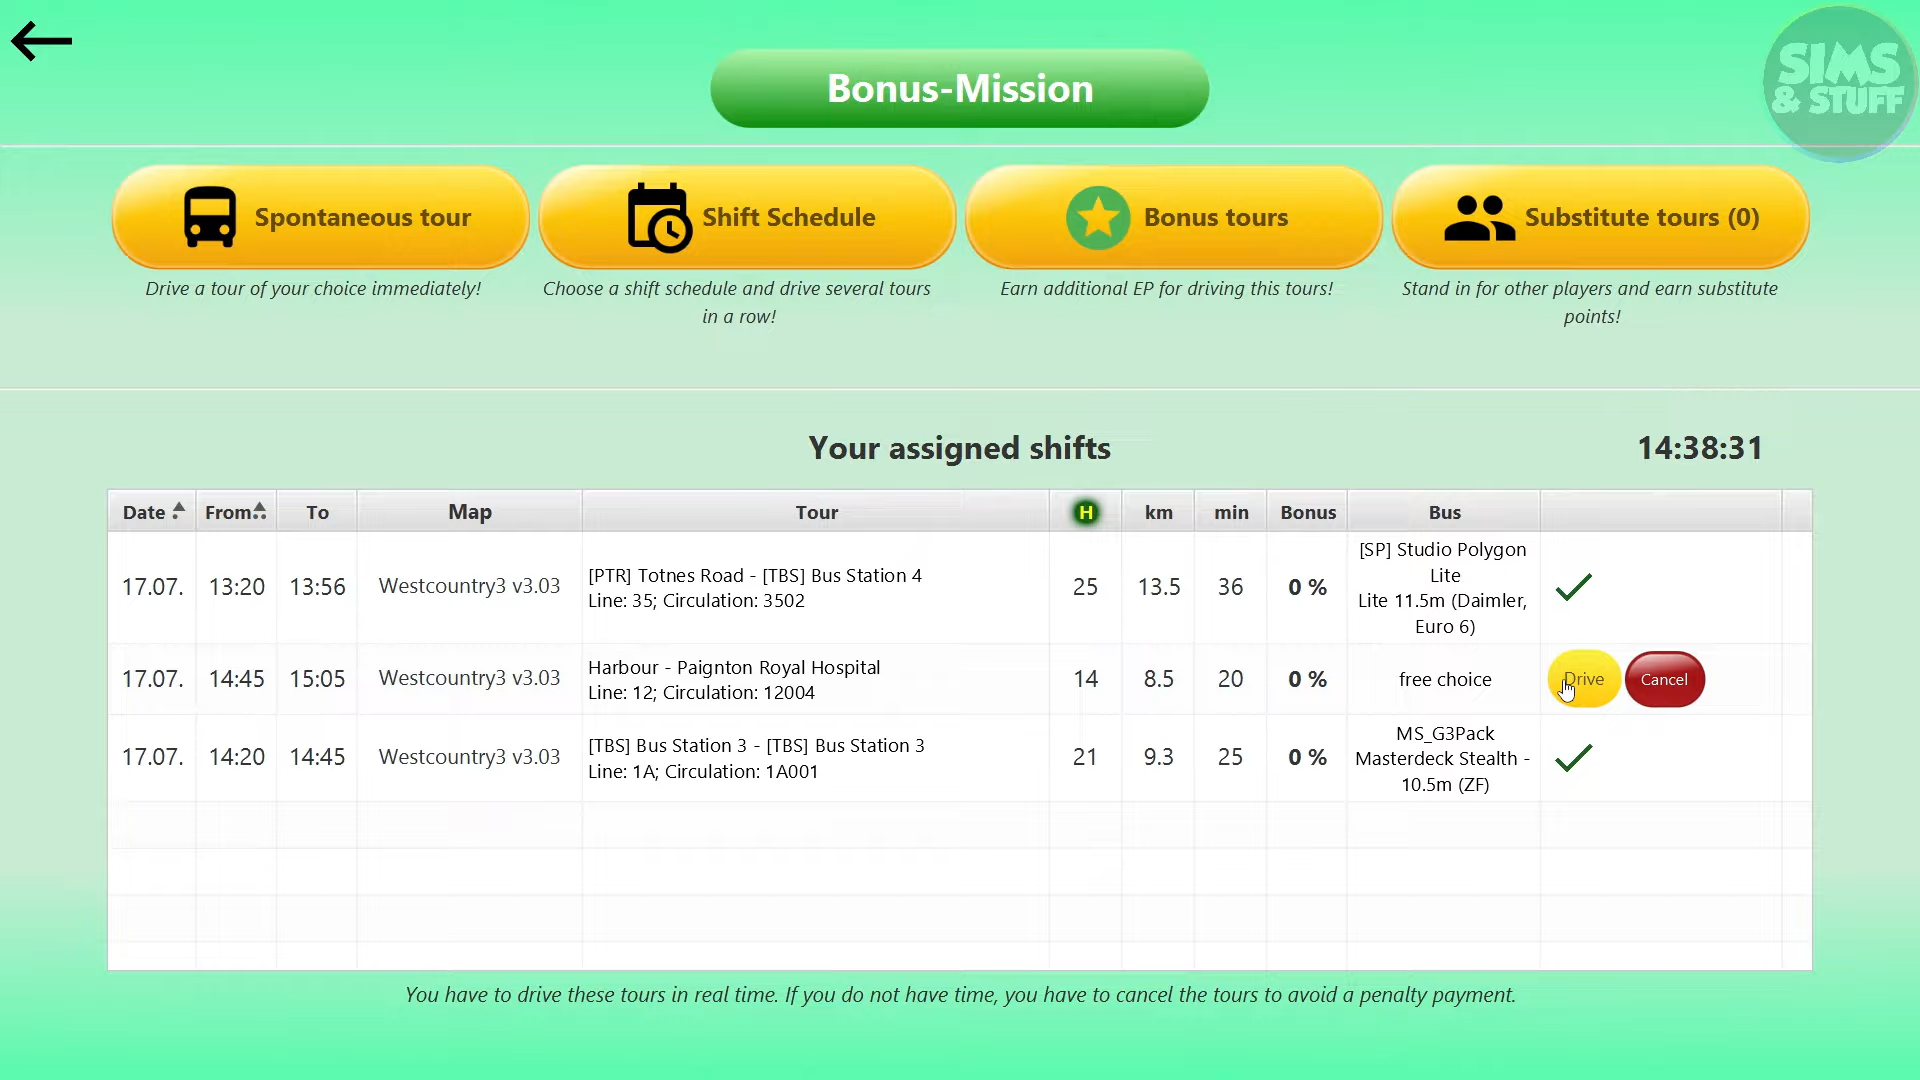 SIMS
& STUFF
Bonus-Mission
Spontaneous tour
Shift Schedule
Bonus tours
Substitute tours (0)
Drive a tour of your choice immediately!
Choose a shift schedule and drive several tours
in a row!
Earn additional EP for driving this tours!
Stand in for other players and earn substitute
points!
Your assigned shifts
14:38:31
Date From To Map Tour H km min Bonus Bus
17.07. 13:20 13:56 Westcountry3 v3.03
[PTR] Totnes Road - [TBS] Bus Station 4
Line: 35; Circulation: 3502
25 13.5 36 0 %
[SP] Studio Polygon
Lite
Lite 11.5m (Daimler,
Euro 6)
17.07. 14:45 15:05 Westcountry3 v3.03
Harbour - Paignton Royal Hospital
Line: 12; Circulation: 12004
14 8.5 20 0 % free choice
Drive
Cancel
17.07. 14:20 14:45 Westcountry3 v3.03
[TBS] Bus Station 3 - [TBS] Bus Station 3
Line: 1A; Circulation: 1A001
21 9.3 25 0 %
MS_G3Pack
Masterdeck Stealth -
10.5m (ZF)
You have to drive these tours in real time. If you do not have time, you have to cancel the tours to avoid a penalty payment.